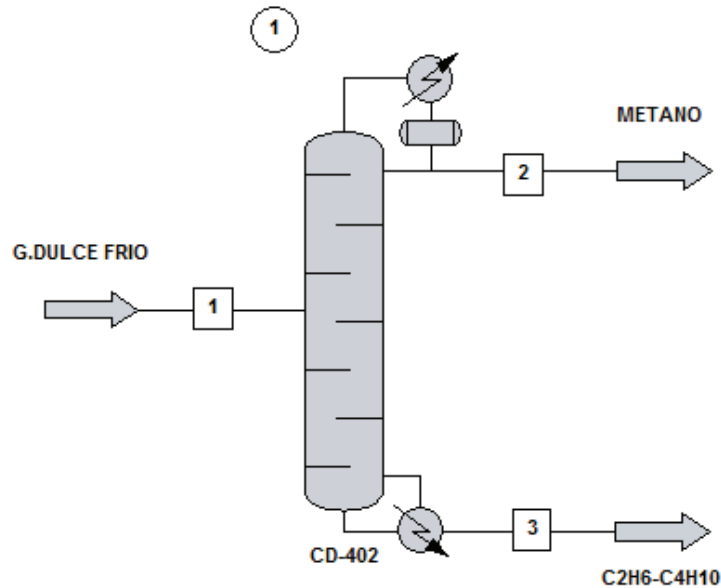 1
METANO
2
G.DULCE FRIO
1
3
CD-402
C2H6-C4H10